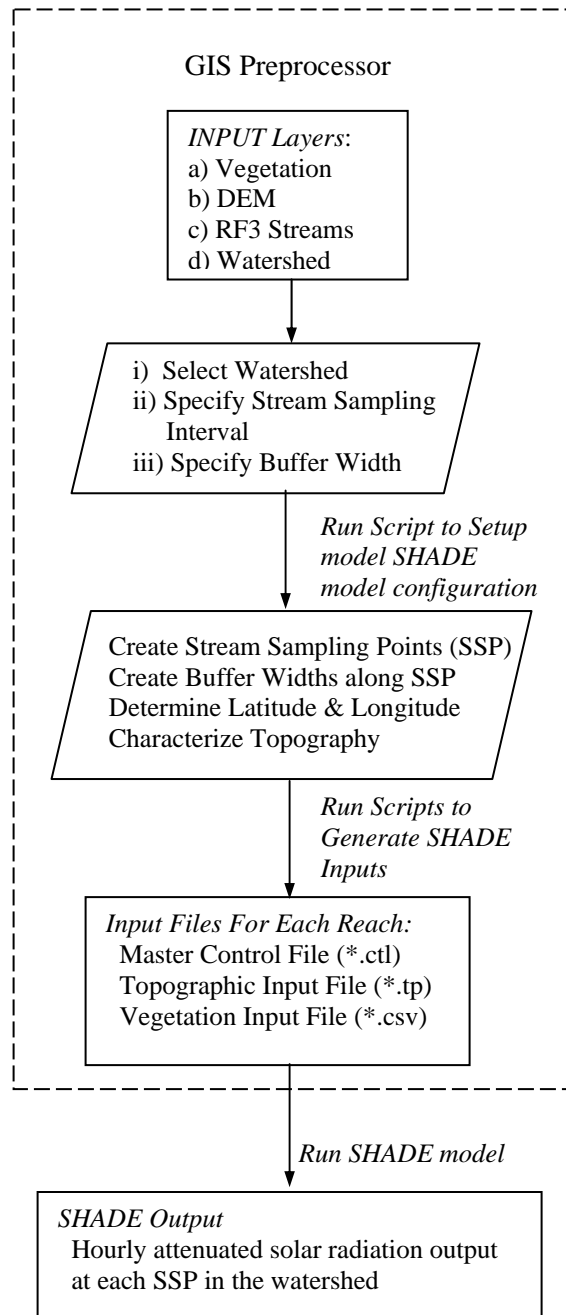 GIS Preprocessor
INPUT Layers:
a) Vegetation
b) DEM
c) RF3 Streams
d) Watershed
i) Select Watershed
ii) Specify Stream Sampling
Interval
iii) Specify Buffer Width
Run Script to Setup
model SHADE
model configuration
Create Stream Sampling Points (SSP)
Create Buffer Widths along SSP
Determine Latitude & Longitude
Characterize Topography
Run Scripts to
Generate SHADE
Inputs
Input Files For Each Reach:
Master Control File (*.ctl)
Topographic Input File (*.tp)
Vegetation Input File (*.csv)
Run SHADE model
SHADE Output
Hourly attenuated solar radiation output
at each SSP in the watershed